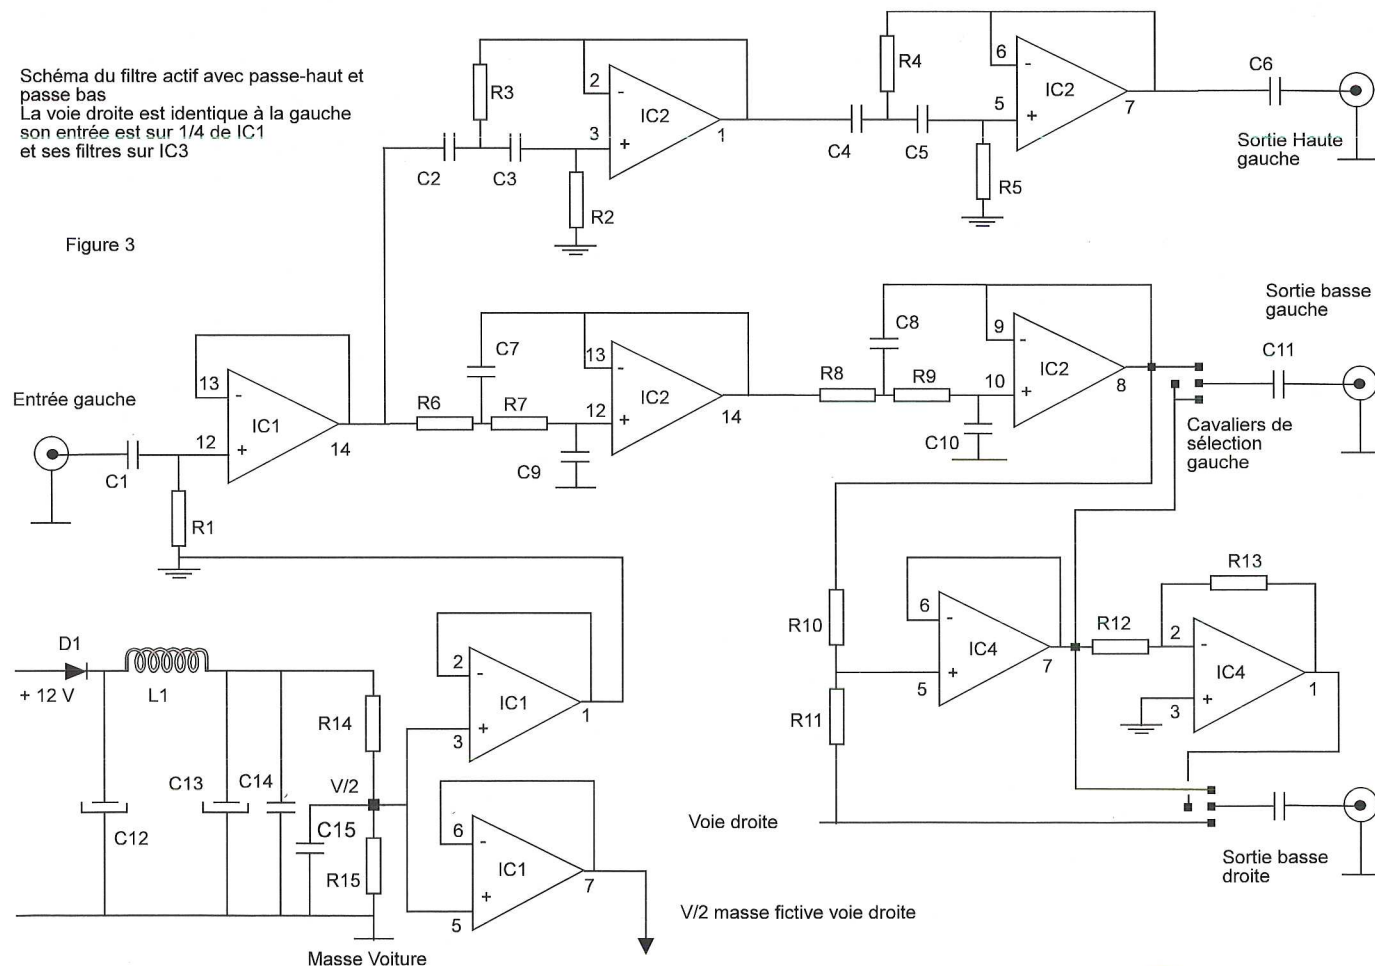 Schéma du filtre actif avec passe-haut et
passe bas
La voie droite est identique à la gauche
son entrée est sur 1/4 de IC1
et ses filtres sur IC3
Figure 3
R3
2
-
3
+
IC2
1
C2
C3
R2
R4
6
-
5
+
IC2
7
C4
C5
R5
C6
Sortie Haute
gauche
Entrée gauche
C1
R1
13
-
12
+
IC1
14
C7
R6
R7
C9
13
-
12
+
IC2
14
C8
R8
R9
C10
9
-
10
+
IC2
8
Sortie basse
gauche
C11
Cavaliers de
sélection
gauche
R10
R11
6
-
5
+
IC4
7
R12
R13
2
-
3
+
IC4
1
Voie droite
Sortie basse
droite
D1
+ 12 V
L1
C12
C13
C14
R14
V/2
C15
R15
2
-
3
+
IC1
1
6
-
5
+
IC1
7
V/2 masse fictive voie droite
Masse Voiture